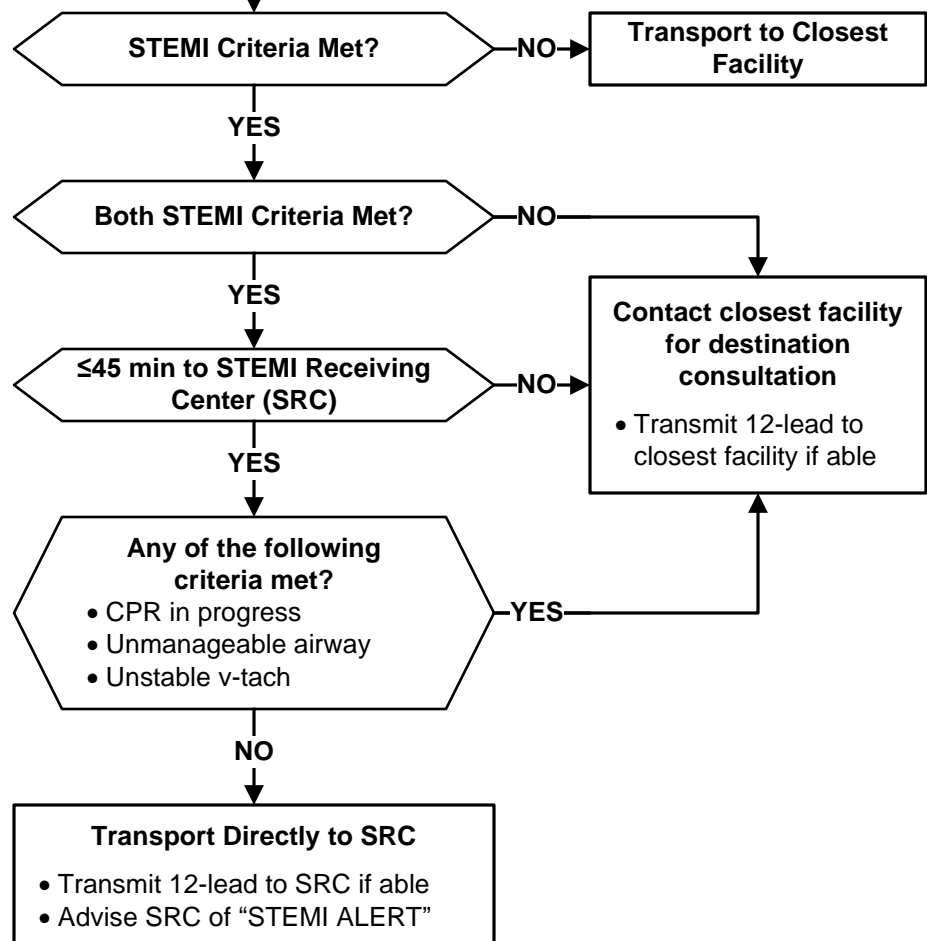 STEMI Criteria Met?
NO
Transport to Closest
Facility
YES
Both STEMI Criteria Met?
NO
YES
Contact closest facility
for destination
consultation
• Transmit 12-lead to
closest facility if able
≤45 min to STEMI Receiving
Center (SRC)
NO
YES
Any of the following
criteria met?
• CPR in progress
• Unmanageable airway
• Unstable v-tach
YES
NO
Transport Directly to SRC
• Transmit 12-lead to SRC if able
• Advise SRC of “STEMI ALERT”